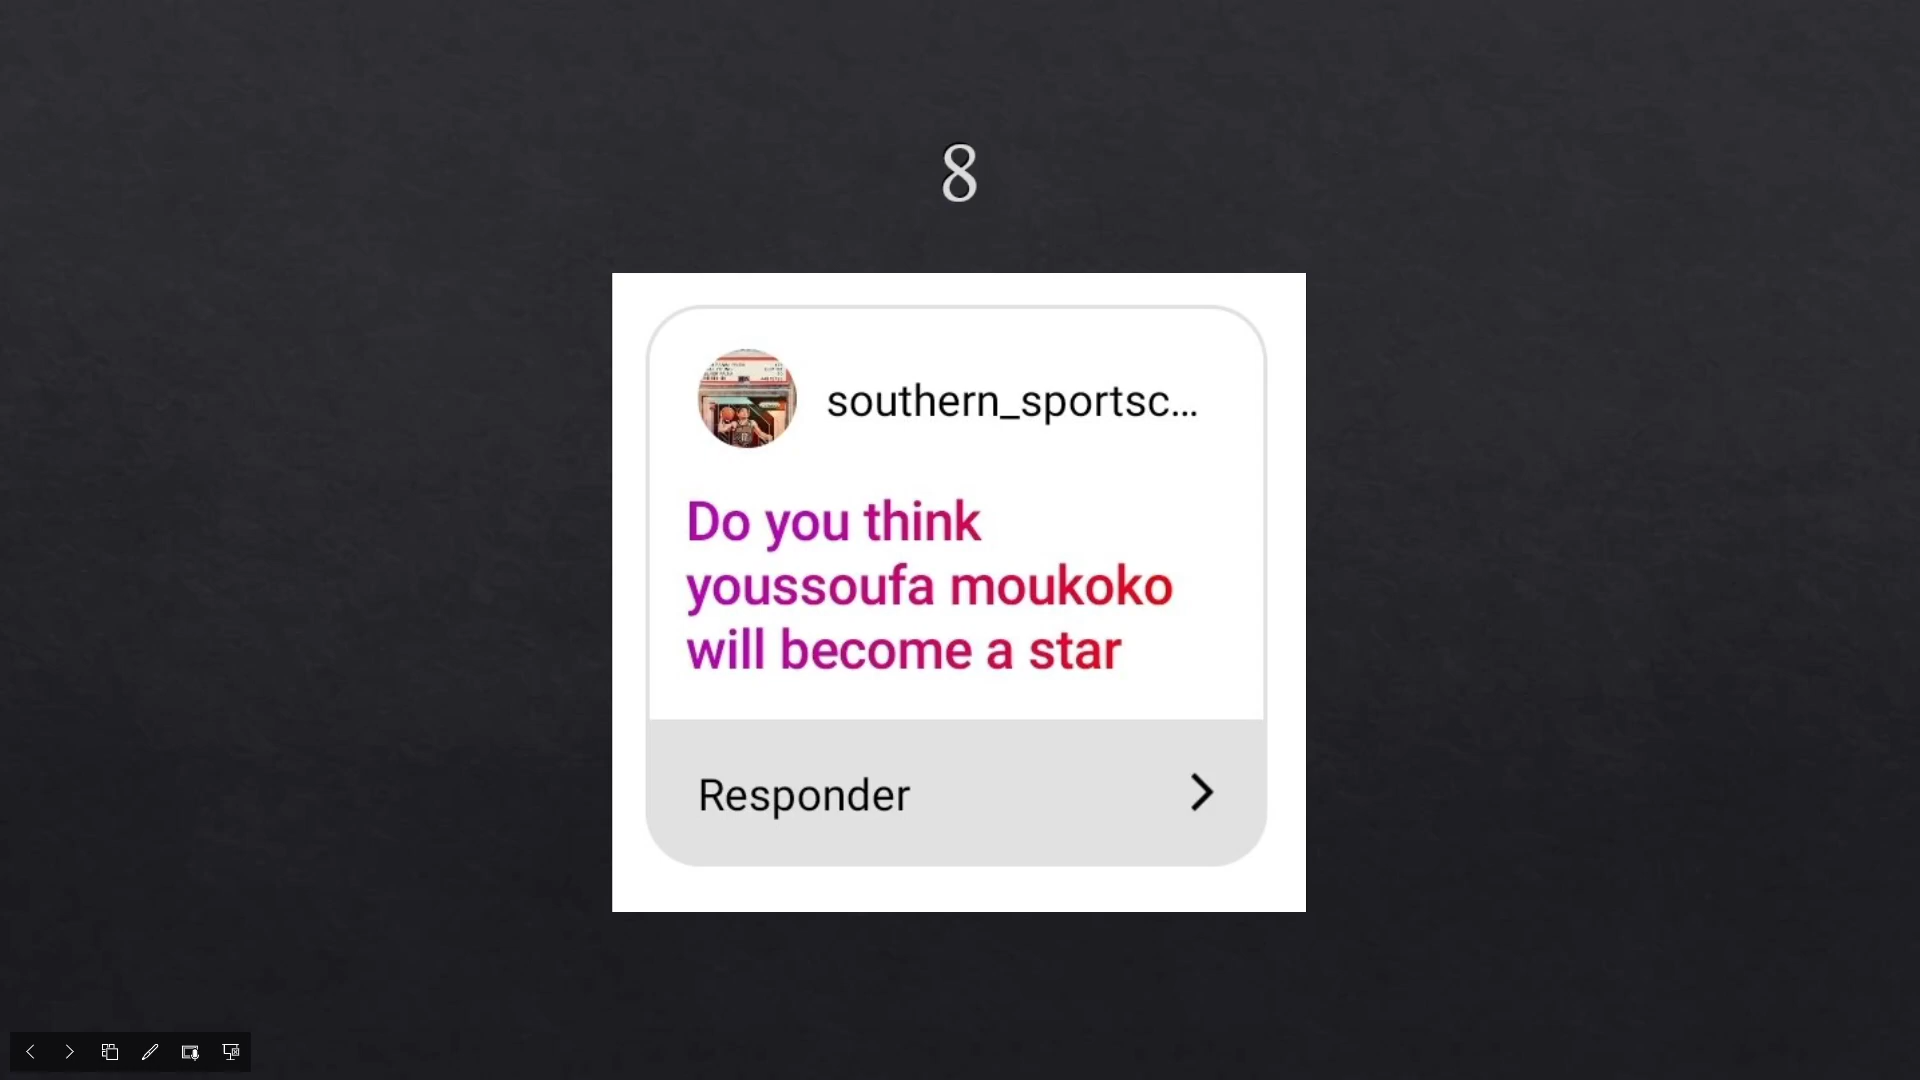 8
southern_sportsc...
Do you think
youssoufa moukoko
will become a star
Responder